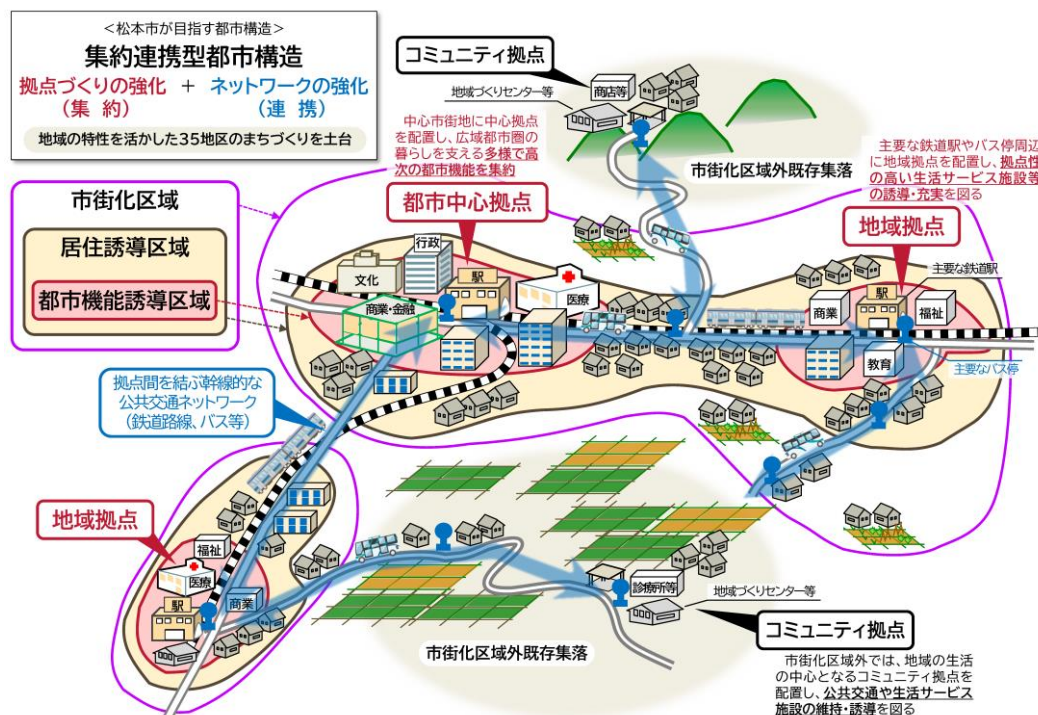 <松本市が目指す都市構造>
集約連携型都市構造
拠点づくりの強化 + ネットワークの強化
(集 約) (連 携)
地域の特性を活かした35地区のまちづくりを土台
市街化区域
居住誘導区域
都市機能誘導区域
コミュニティ拠点
地域づくりセンター等
商店等
市街化区域外既存集落
中心市街地に中心拠点
を配置し、広域都市圏の
暮らしを支える多様で高
次の都市機能を集約
都市中心拠点
主要な鉄道駅やバス停周辺
に地域拠点を配置し、拠点性
の高い生活サービス施設等
の誘導・充実を図る
地域拠点
主要な鉄道駅
行政
文化
駅
医療
商業・金融
商業
駅
福祉
教育
主要なバス停
拠点間を結ぶ幹線的な
公共交通ネットワーク
(鉄道路線、バス等)
地域拠点
福祉
医療
駅
商業
診療所等
地域づくりセンター等
コミュニティ拠点
市街化区域外既存集落
市街化区域外では、地域の生活
の中心となるコミュニティ拠点を
配置し、公共交通や生活サービス
施設の維持・誘導を図る